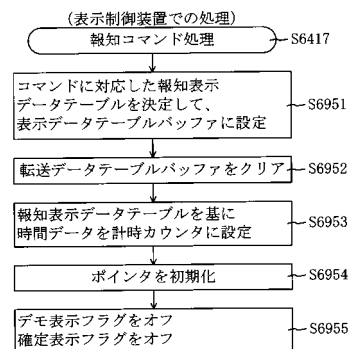 (表示制御装置での処理)
報知コマンド処理
S6417
コマンドに対応した報知表示
データテーブルを決定して、
表示データテーブルバッファに設定
S6951
転送データテーブルバッファをクリア
S6952
報知表示データテーブルを基に
時間データを計時カウンタに設定
S6953
ポインタを初期化
S6954
デモ表示フラグをオフ
確定表示フラグをオフ
S6955